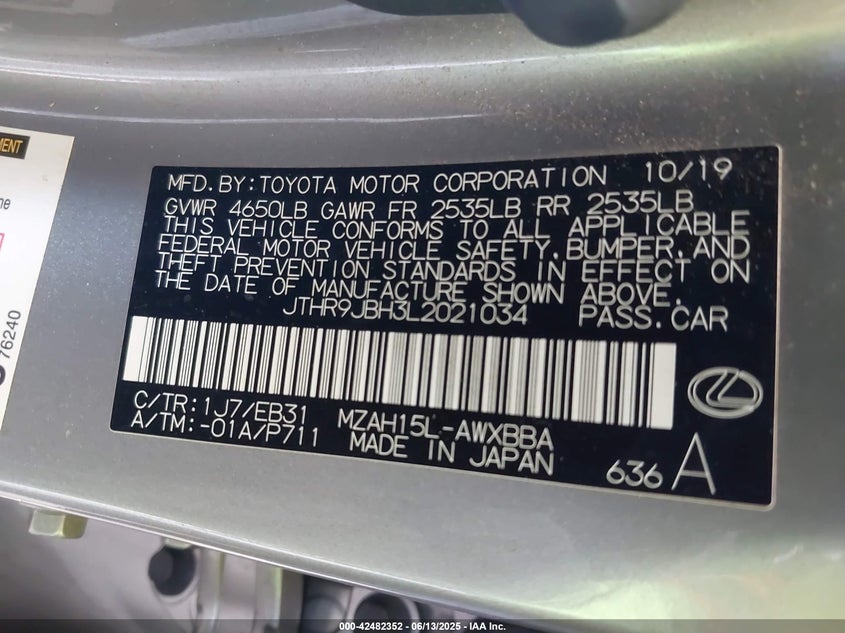 MENT
76240
MFD. BY: TOYOTA MOTOR CORPORATION 10/19
GVWR 4650LB GAWR FR 2535LB RR 2535LB
THIS VEHICLE CONFORMS TO ALL APPLICABLE
FEDERAL MOTOR VEHICLE SAFETY, BUMPER, AND
THEFT PREVENTION STANDARDS IN EFFECT ON
THE DATE OF MANUFACTURE SHOWN ABOVE.
JTHR9JBH3L2021034 PASS. CAR
C/TR: 1J7/EB31 MZAH15L-AWXBBA
A/TM: -01A/P711 MADE IN JAPAN
636 A
000-42482352 - 06/13/2025 - IAA Inc.